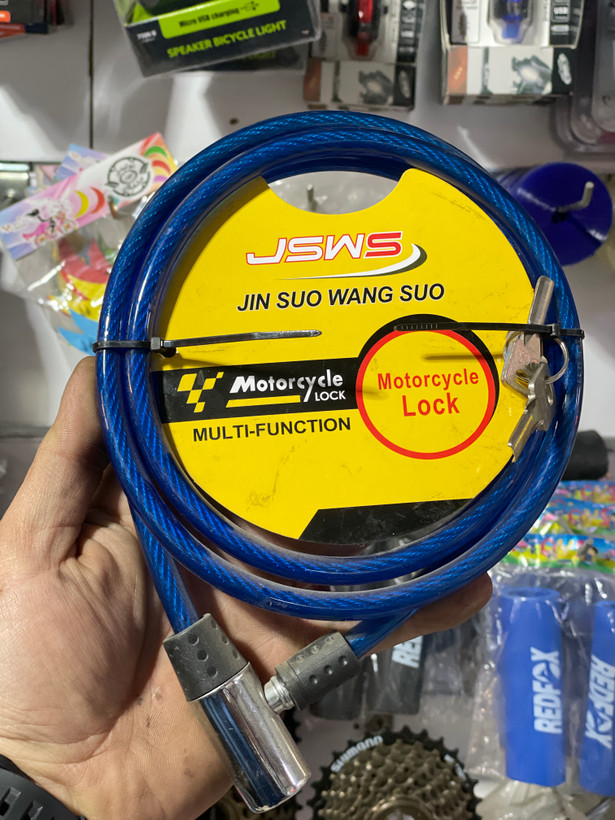 Micro USB charging
SPEAKER BICYCLE LIGHT
USB
JSWS
JIN SUO WANG SUO
Motorcycle
LOCK
MULTI-FUNCTION
Motorcycle
Lock
REDFOX
SHIMANO